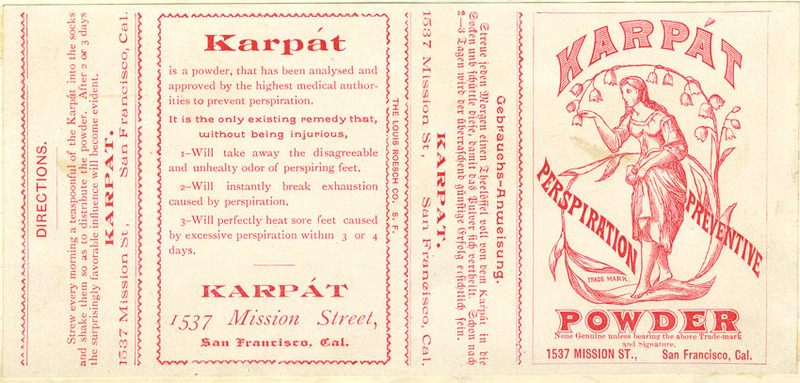 DIRECTIONS.
Strew every morning a teaspoonful of the Karpát into the socks
and shake them so as to distribute the powder. After 2 or 3 days
the surprisingly favorable influence will become evident.
KARPÁT.
1537 Mission St., San Francisco, Cal.
Karpát
is a powder, that has been analysed and
approved by the highest medical author-
ities to prevent perspiration.
It is the only existing remedy that,
without being injurious,
1—Will take away the disagreeable
and unhealty odor of perspiring feet.
2—Will instantly break exhaustion
caused by perspiration.
3—Will perfectly heat sore feet caused
by excessive perspiration within 3 or 4
days.
KARPÁT
1537 Mission Street,
San Francisco, Cal.
THE LOUIS ROESCH CO. S. F.
Gebrauchs-Anweisung.
Streue jeden Morgen einen Theelöffel voll von dem Karpát in die
Socken und schüttle diese, damit das Pulver sich vertheilt. Schon nach
2—3 Tagen wird der überraschend günstige Erfolg ersichtlich sein.
KARPÁT.
1537 Mission St., San Francisco, Cal.
KARPÁT
PERSPIRATION
PREVENTIVE
TRADE MARK.
POWDER
None Genuine unless bearing the above Trade-mark
and Signature.
1537 MISSION ST., San Francisco, Cal.